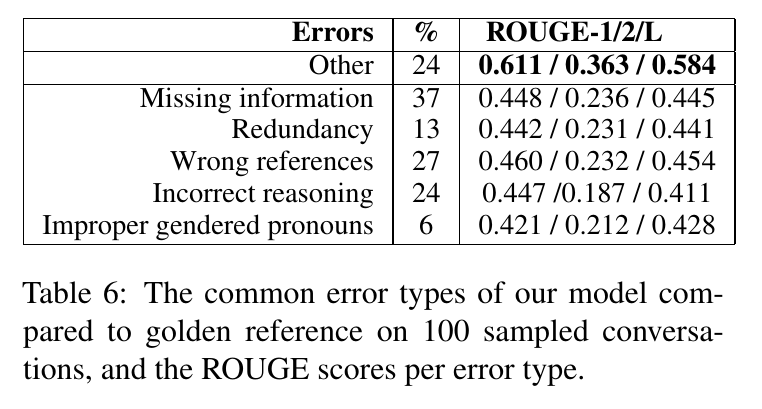 Errors % ROUGE-1/2/L
Other 24 0.611 / 0.363 / 0.584
Missing information 37 0.448 / 0.236 / 0.445
Redundancy 13 0.442 / 0.231 / 0.441
Wrong references 27 0.460 / 0.232 / 0.454
Incorrect reasoning 24 0.447 /0.187 / 0.411
Improper gendered pronouns 6 0.421 / 0.212 / 0.428
Table 6: The common error types of our model com-
pared to golden reference on 100 sampled conversa-
tions, and the ROUGE scores per error type.